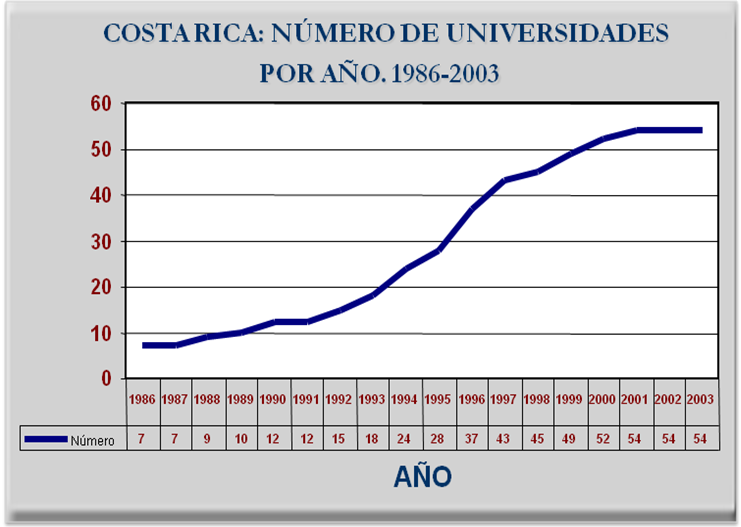 COSTA RICA: NÚMERO DE UNIVERSIDADES
POR AÑO. 1986-2003
60
50
40
30
20
10
0
1986 1987 1988 1989 1990 1991 1992 1993 1994 1995 1996 1997 1998 1999 2000 2001 2002 2003
Número 7 7 9 10 12 12 15 18 24 28 37 43 45 49 52 54 54 54
AÑO